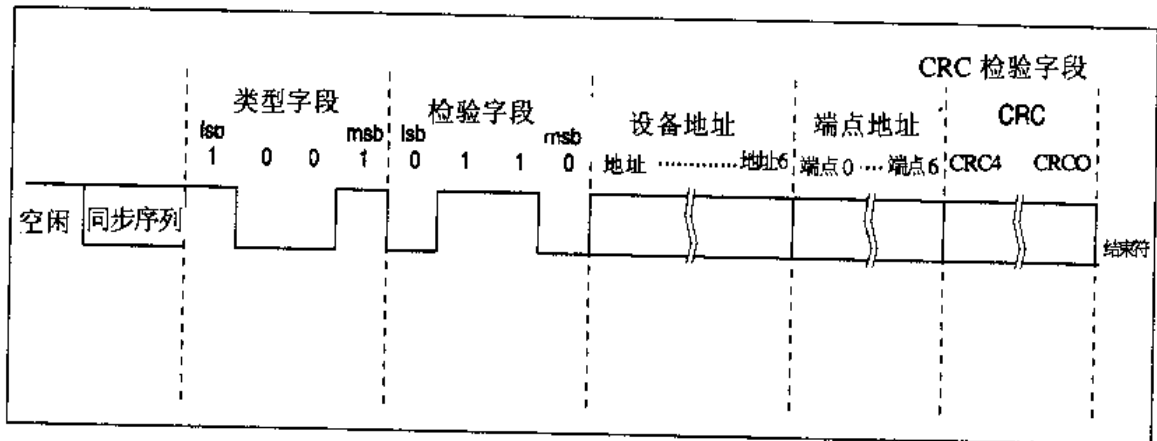 CRC 检验字段
类型字段
检验字段
设备地址
端点地址
CRC
lsb
msb
lsb
msb
1 0 0 1 0 1 1 0
地址 ············ 地址6
端点0 ···· 端点6
CRC4 CRC0
空闲
同步序列
结束符